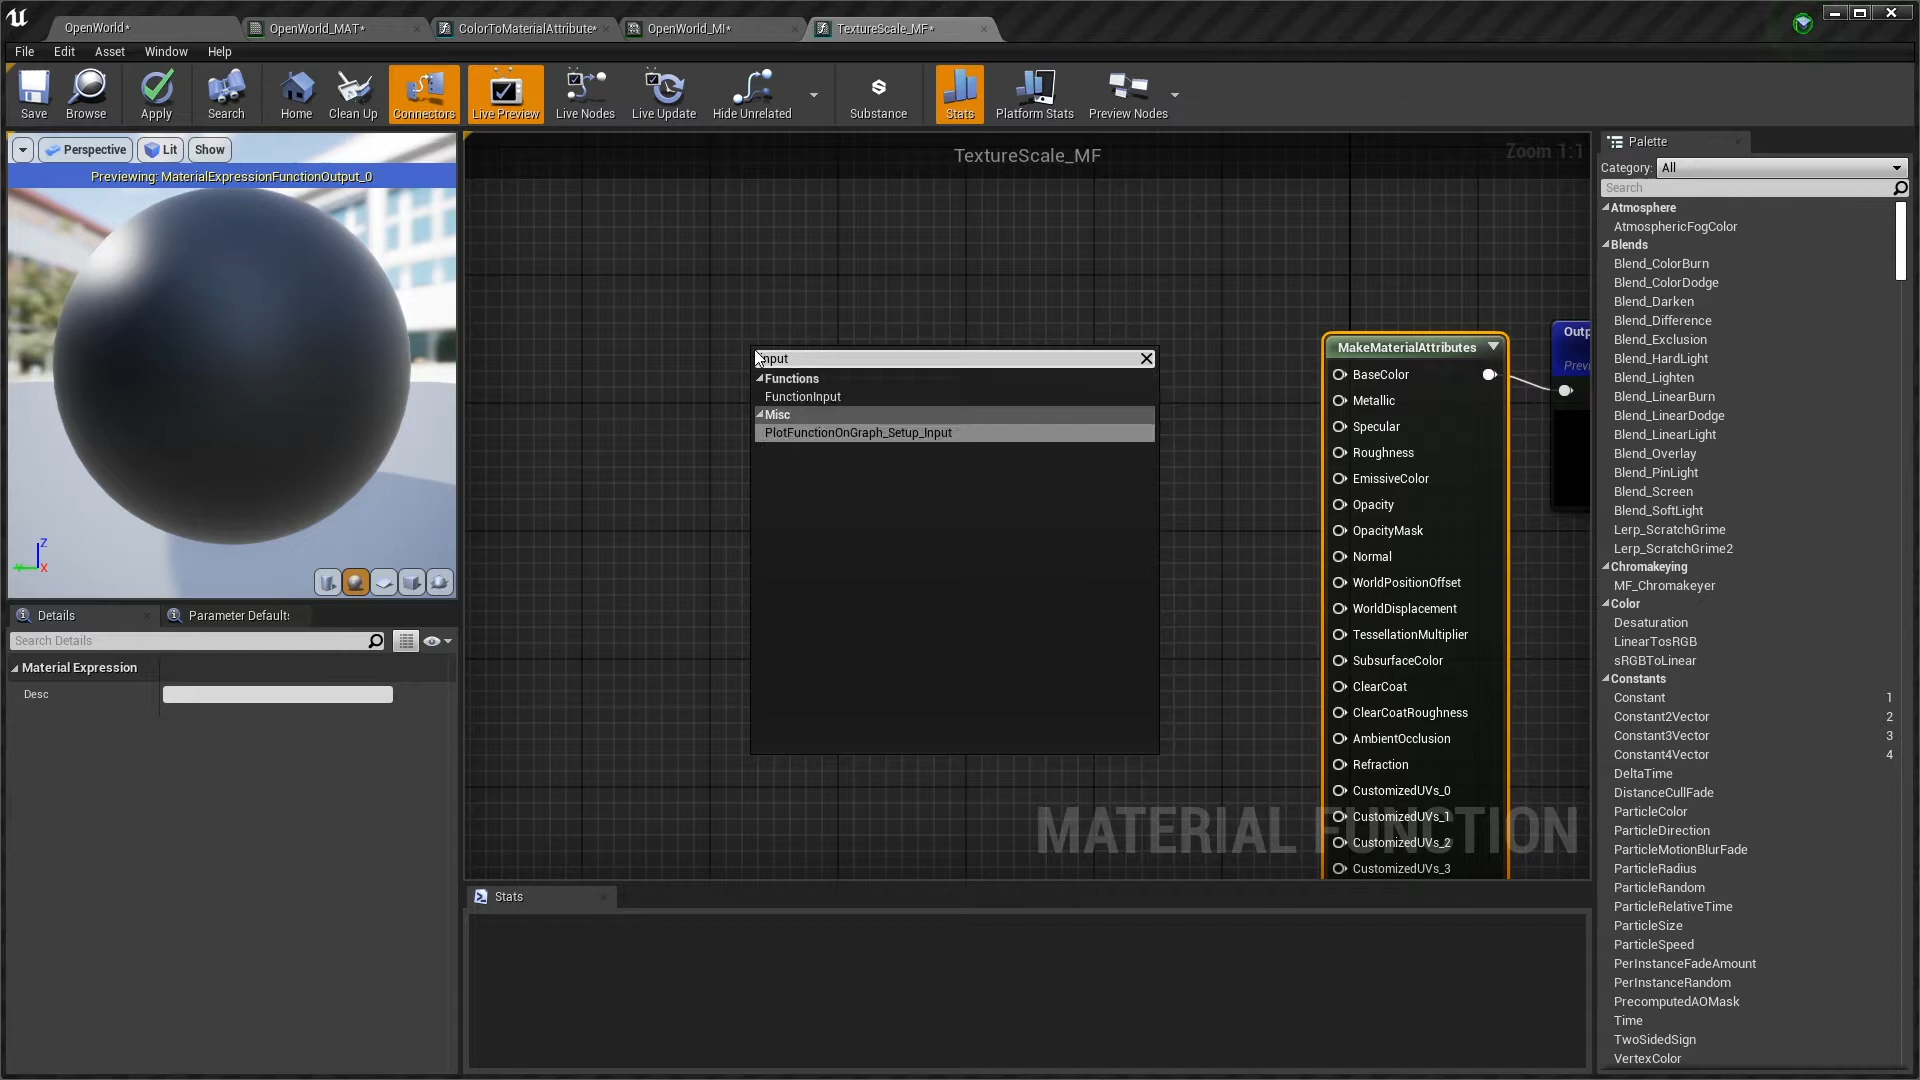 OpenWorld*
OpenWorld_MAT*
ColorToMaterialAttribute*
OpenWorld_MI*
TextureScale_MF*
File
Edit
Asset
Window
Help
Save
Browse
Apply
Search
Home
Clean Up
Connectors
Live Preview
Live Nodes
Live Update
Hide Unrelated
Substance
Stats
Platform Stats
Preview Nodes
Perspective
Lit
Show
Previewing: MaterialExpressionFunctionOutput_0
Z
Y
X
Details
Parameter Defaults
Search Details
Material Expression
Desc
TextureScale_MF
Zoom 1:1
input
Functions
FunctionInput
Misc
PlotFunctionOnGraph_Setup_Input
MakeMaterialAttributes
BaseColor
Metallic
Specular
Roughness
EmissiveColor
Opacity
OpacityMask
Normal
WorldPositionOffset
WorldDisplacement
TessellationMultiplier
SubsurfaceColor
ClearCoat
ClearCoatRoughness
AmbientOcclusion
Refraction
CustomizedUVs_0
CustomizedUVs_1
CustomizedUVs_2
CustomizedUVs_3
Outp
Previ
MATERIAL FUNCTION
Stats
Palette
Category: All
Search
Atmosphere
AtmosphericFogColor
Blends
Blend_ColorBurn
Blend_ColorDodge
Blend_Darken
Blend_Difference
Blend_Exclusion
Blend_HardLight
Blend_Lighten
Blend_LinearBurn
Blend_LinearDodge
Blend_LinearLight
Blend_Overlay
Blend_PinLight
Blend_Screen
Blend_SoftLight
Lerp_ScratchGrime
Lerp_ScratchGrime2
Chromakeying
MF_Chromakeyer
Color
Desaturation
LinearTosRGB
sRGBToLinear
Constants
Constant 1
Constant2Vector 2
Constant3Vector 3
Constant4Vector 4
DeltaTime
DistanceCullFade
ParticleColor
ParticleDirection
ParticleMotionBlurFade
ParticleRadius
ParticleRandom
ParticleRelativeTime
ParticleSize
ParticleSpeed
PerInstanceFadeAmount
PerInstanceRandom
PrecomputedAOMask
Time
TwoSidedSign
VertexColor